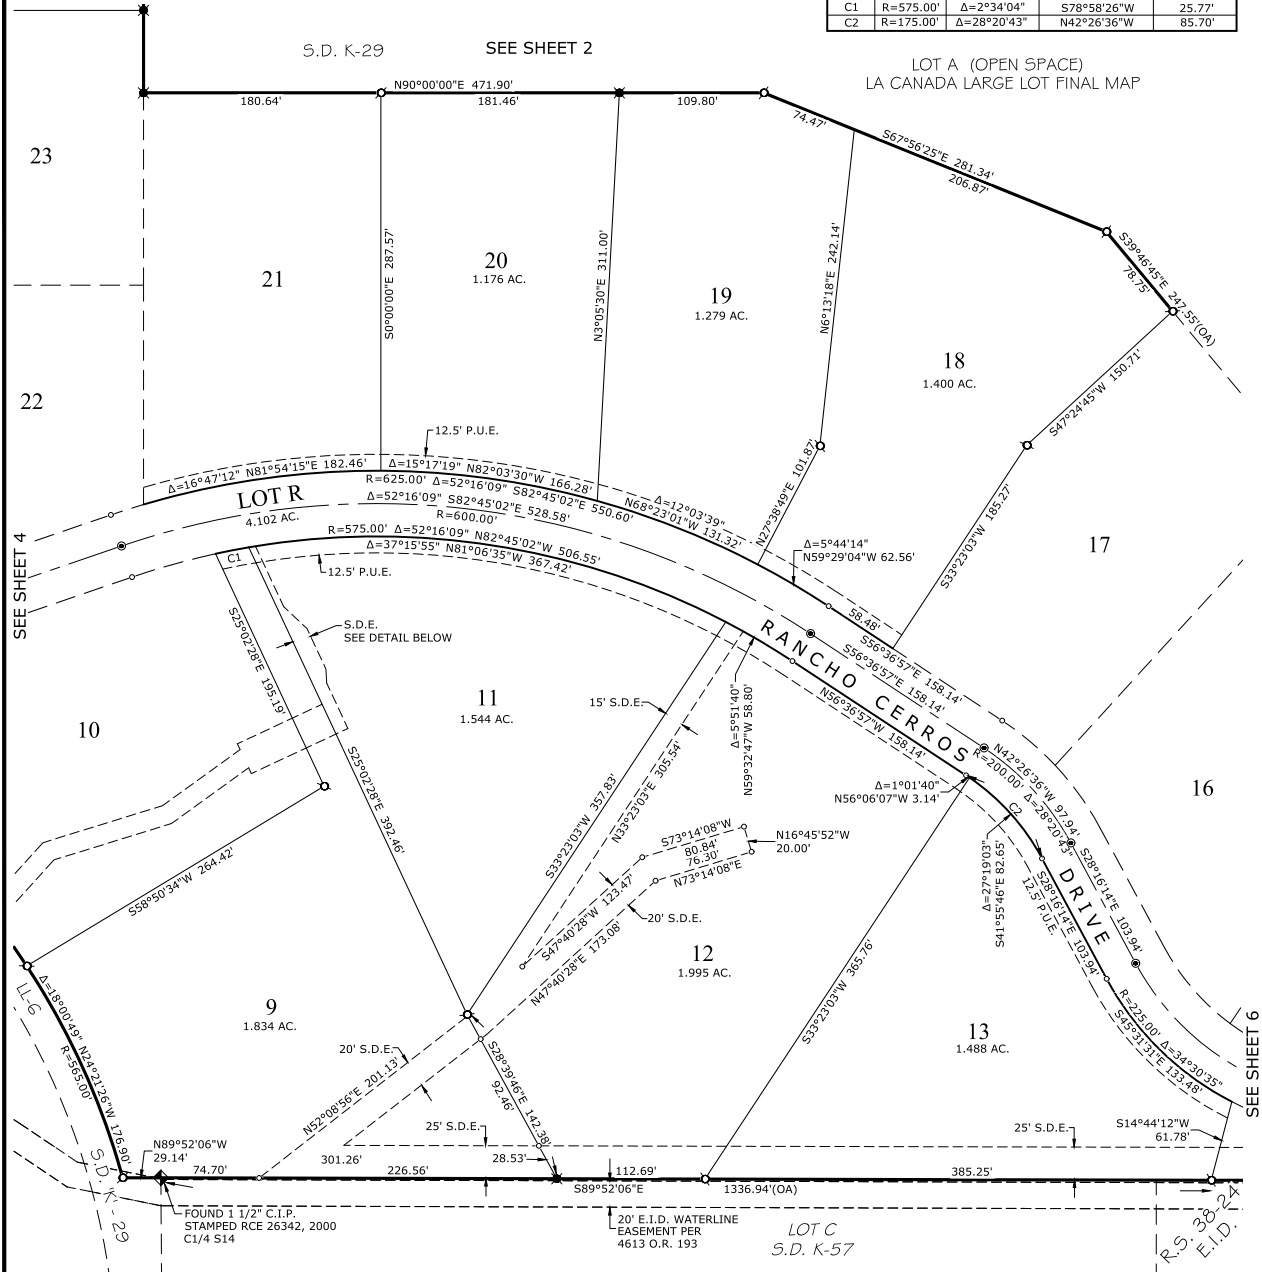 C1 R=575.00' Δ=2°34'04" S78°58'26"W 25.77'
C2 R=175.00' Δ=28°20'43" N42°26'36"W 85.70'
S.D. K-29
SEE SHEET 2
LOT A (OPEN SPACE)
LA CANADA LARGE LOT FINAL MAP
N90°00'00"E 471.90'
180.64'
181.46'
109.80'
74.47'
S67°56'25"E 281.34'
206.87'
S39°46'45"E 247.55'(OA)
78.75'
23
22
21
S0°00'00"E 287.57'
20
1.176 AC.
N3°05'30"E 311.00'
19
1.279 AC.
N6°13'18"E 242.14'
18
1.400 AC.
S47°24'45"W 150.71'
N27°38'49"E 101.87'
S33°23'03"W 185.27'
17
16
12.5' P.U.E.
Δ=16°47'12" N81°54'15"E 182.46'
Δ=15°17'19" N82°03'30"W 166.28'
R=625.00' Δ=52°16'09" S82°45'02"E 550.60'
Δ=12°03'39"
N68°23'01"W 131.32'
Δ=5°44'14"
N59°29'04"W 62.56'
LOT R
4.102 AC.
Δ=52°16'09" S82°45'02"E 528.58'
R=600.00'
R=575.00' Δ=52°16'09" N82°45'02"W 506.55'
Δ=37°15'55" N81°06'35"W 367.42'
12.5' P.U.E.
C1
SEE SHEET 4
58.48'
S56°36'57"E 158.14'
S56°36'57"E 158.14'
N56°36'57"W 158.14'
RANCHO CERROS DRIVE
S.D.E.
SEE DETAIL BELOW
S25°02'28"E 195.19'
S25°02'28"E 392.46'
10
11
1.544 AC.
15' S.D.E.
S33°23'03"W 357.83'
N33°23'03"E 305.54'
Δ=5°51'40"
N59°32'47"W 58.80'
N42°26'36"W 97.94'
R=200.00' Δ=28°20'43"
Δ=1°01'40"
N56°06'07"W 3.14'
C2
Δ=27°19'03"
S41°55'46"E 82.65'
S28°16'14"E 103.94'
S28°16'14"E 103.94'
12.5' P.U.E.
S73°14'08"W
80.84'
76.30'
N73°14'08"E
N16°45'52"W
20.00'
S47°40'28"W 123.47'
N47°40'28"E 173.08'
20' S.D.E.
S58°50'34"W 264.42'
12
1.995 AC.
S33°23'03"W 365.76'
9
1.834 AC.
13
1.488 AC.
R=225.00' Δ=34°30'35"
S45°31'31"E 133.48'
LL-6
Δ=18°00'49" N24°21'26"W 176.90'
R=565.00'
20' S.D.E.
N52°08'56"E 201.13'
S28°39'46"E 142.38'
92.46'
28.53'
25' S.D.E.
25' S.D.E.
S14°44'12"W
61.78'
SEE SHEET 6
N89°52'06"W
29.14'
74.70'
301.26'
226.56'
112.69'
385.25'
S89°52'06"E
1336.94'(OA)
S.D. K-29
FOUND 1 1/2" C.I.P.
STAMPED RCE 26342, 2000
C1/4 S14
20' E.I.D. WATERLINE
EASEMENT PER
4613 O.R. 193
LOT C
S.D. K-57
R.S. 38-24
E.I.D.